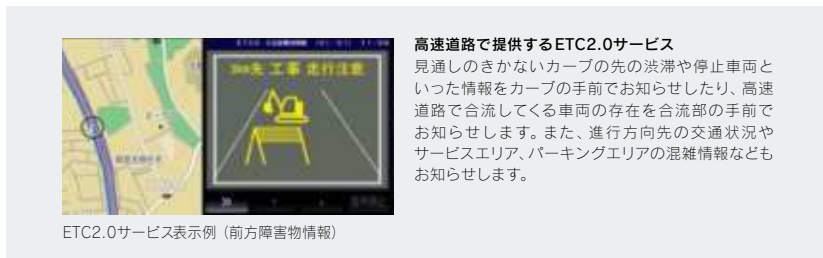 3km先 工事 走行注意
ETC2.0サービス表示例（前方障害物情報）
高速道路で提供するETC2.0サービス
見通しのきかないカーブの先の渋滞や停止車両と
いった情報をカーブの手前でお知らせしたり、高速
道路で合流してくる車両の存在を合流部の手前で
お知らせします。また、進行方向先の交通状況や
サービスエリア、パーキングエリアの混雑情報なども
お知らせします。